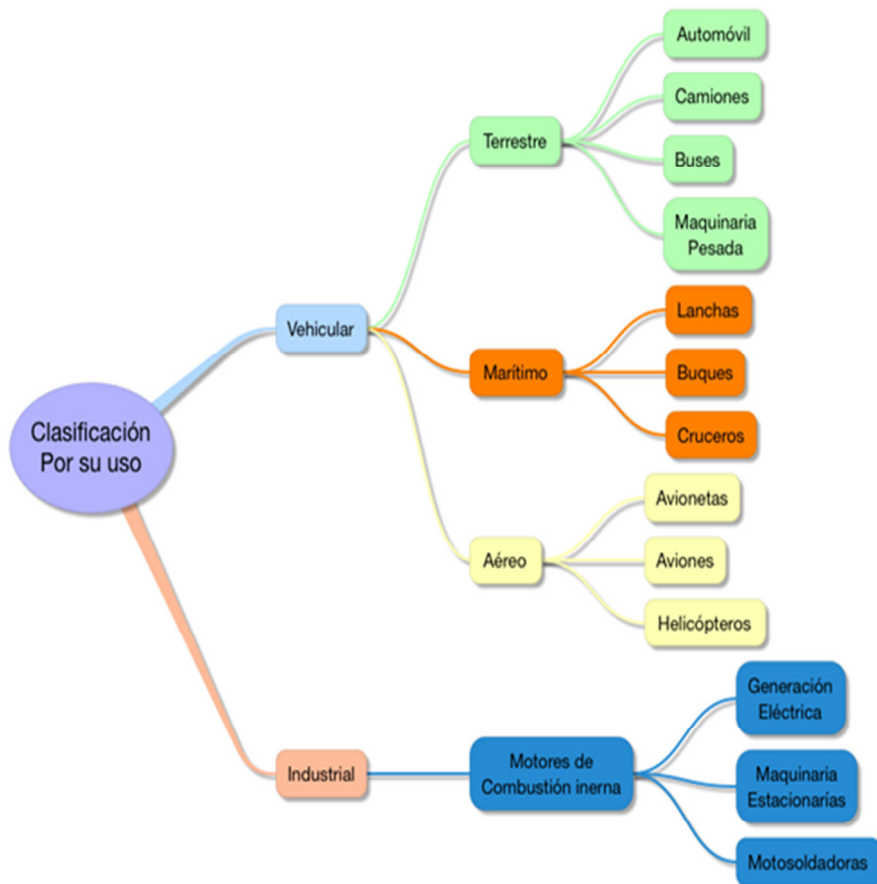 Clasificación
Por su uso
Vehicular
Terrestre
Automóvil
Camiones
Buses
Maquinaria
Pesada
Marítimo
Lanchas
Buques
Cruceros
Aéreo
Avionetas
Aviones
Helicópteros
Industrial
Motores de
Combustión inerna
Generación
Eléctrica
Maquinaria
Estacionarías
Motosoldadoras